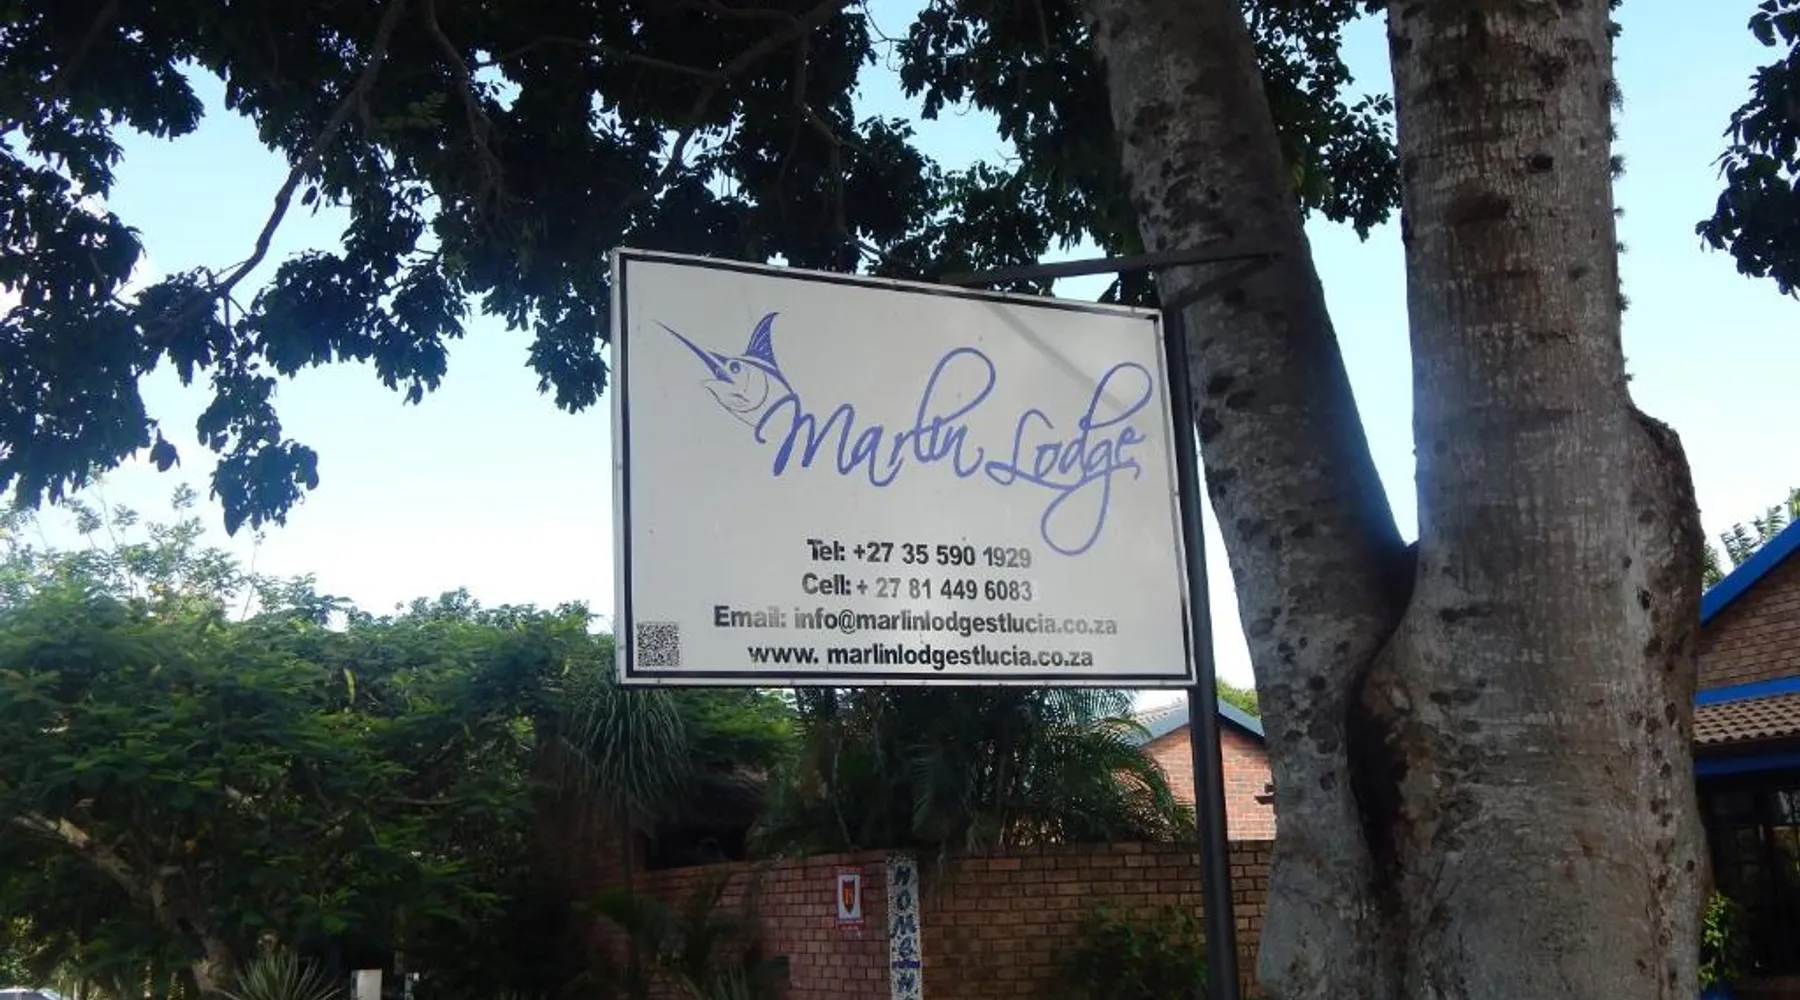 Marlin Lodge
Tel: +27 35 590 1929
Cell: + 27 81 449 6083
Email: info@marlinlodgestlucia.co.za
www. marlinlodgestlucia.co.za
HOME